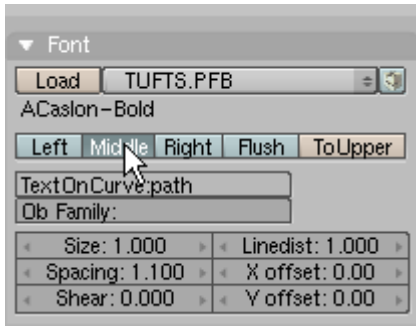 Font
Load TUFTS.PFB
ACaslon-Bold
Left Middle Right Flush ToUpper
TextOnCurve:path
Ob Family:
Size: 1.000 Linedist: 1.000
Spacing: 1.100 X offset: 0.00
Shear: 0.000 Y offset: 0.00